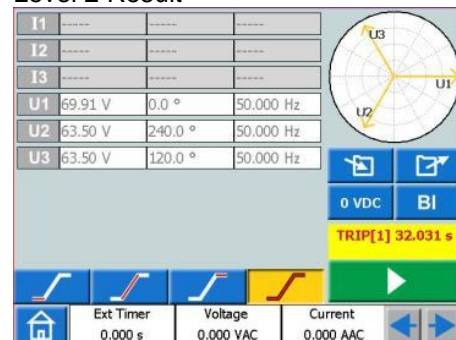 Level 2 Result
I1 ----- ----- -----
I2 ----- ----- -----
I3 ----- ----- -----
U1 69.91 V 0.0 ° 50.000 Hz
U2 63.50 V 240.0 ° 50.000 Hz
U3 63.50 V 120.0 ° 50.000 Hz
U3
U1
U2
0 VDC BI
TRIP[1] 32.031 s
Ext Timer Voltage Current
0.000 s 0.000 VAC 0.000 AAC